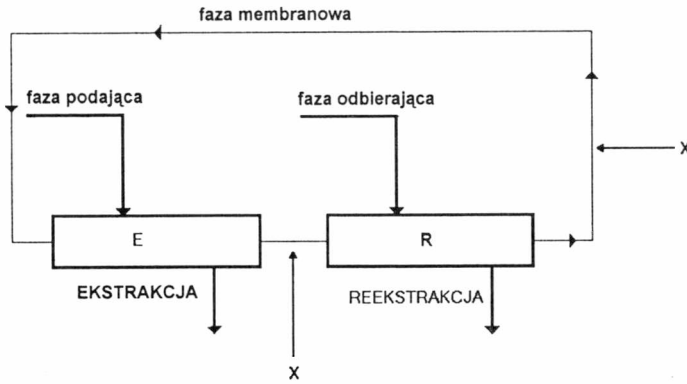 faza membranowa
faza podająca
faza odbierająca
X
E
R
EKSTRAKCJA
REEKSTRAKCJA
X